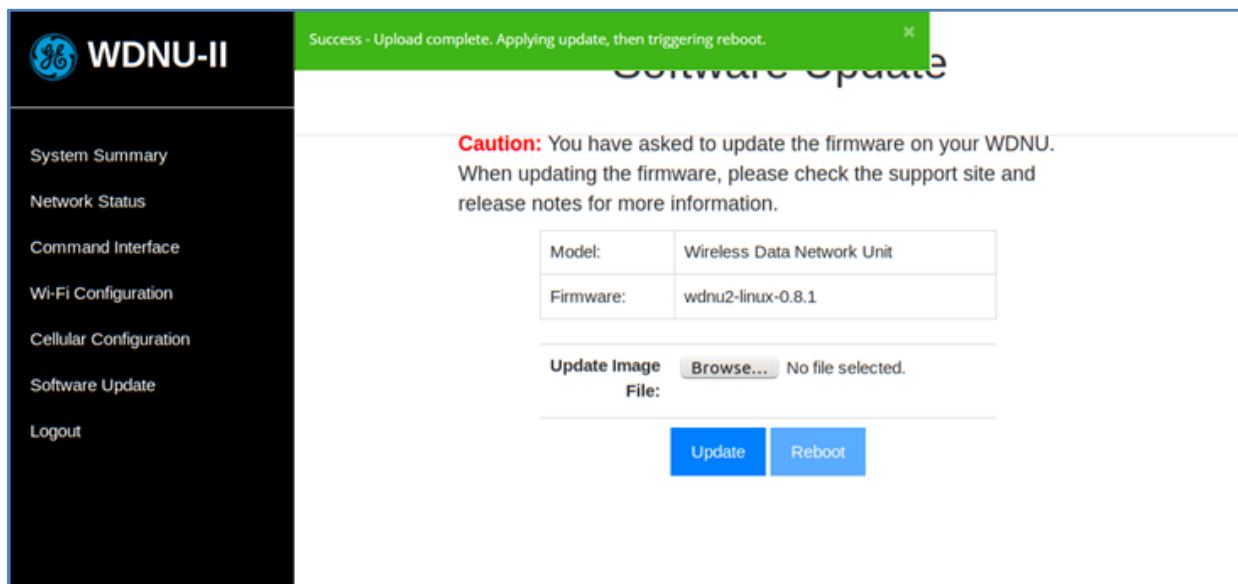 WDNU-II
Success - Upload complete. Applying update, then triggering reboot.
×
Software Update
System Summary
Network Status
Command Interface
Wi-Fi Configuration
Cellular Configuration
Software Update
Logout
Caution: You have asked to update the firmware on your WDNU.
When updating the firmware, please check the support site and
release notes for more information.
Model: Wireless Data Network Unit
Firmware: wdnu2-linux-0.8.1
Update Image
File:
Browse... No file selected.
Update Reboot